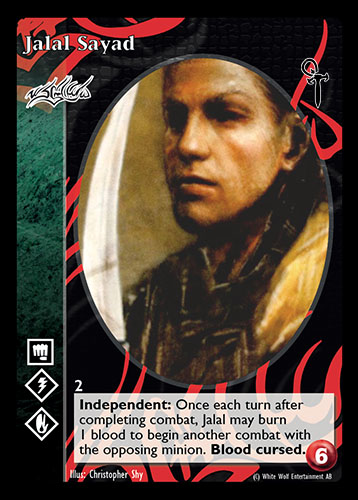 Jalal Sayad
2
Independent: Once each turn after
completing combat, Jalal may burn
1 blood to begin another combat with
the opposing minion. Blood cursed.
6
Illus: Christopher Shy
(C) White Wolf Entertainment AB